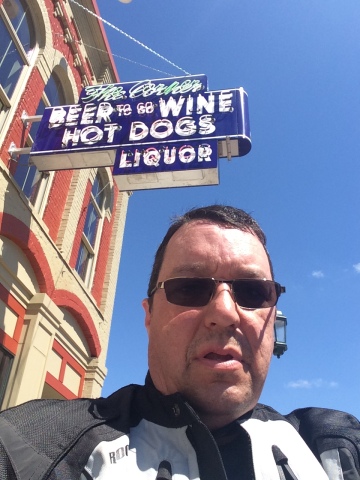 The Corner
BEER TO GO WINE
HOT DOGS
LIQUOR